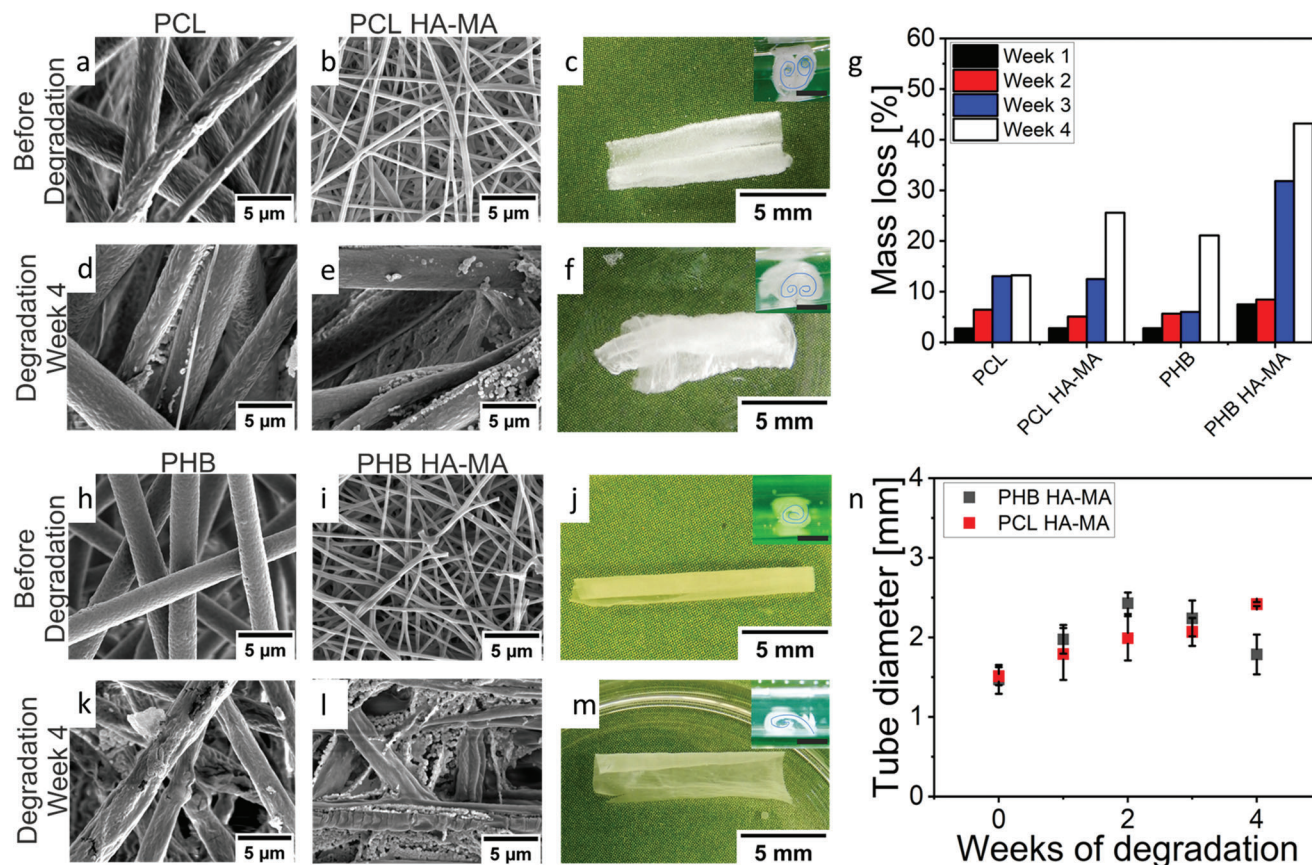 PCL
PCL HA-MA
Before
Degradation
a
5 µm
b
5 µm
c
5 mm
Degradation
Week 4
d
5 µm
e
5 µm
f
5 mm
g
Mass loss [%]
60
50
40
30
20
10
0
Week 1
Week 2
Week 3
Week 4
PCL
PCL HA-MA
PHB
PHB HA-MA
PHB
PHB HA-MA
Before
Degradation
h
5 µm
i
5 µm
j
5 mm
Degradation
Week 4
k
5 µm
l
5 µm
m
5 mm
n
Tube diameter [mm]
4
3
2
1
0
PHB HA-MA
PCL HA-MA
0
2
4
Weeks of degradation